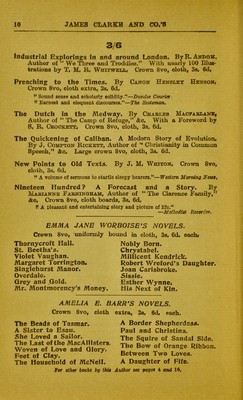 10 JAMES CLARKE AND CO.'S
3/6
Industrial Explorings in and around London. By R. ANDOM,
Author of "We Three and Troddles." With nearly 100 Illus-
trations by T. M. R. WHITWELL. Crown 8vo, cloth, 3s. 6d.
Preaching to the Times. By CANON HENSLEY HENSON,
Crown 8vo, cloth extra, 3s. 6d.
"Sound sense and scholarly solidity."—Dundee Courier
"Earnest and eloquent discourses."—The Scotsman.
The Dutch in the Medway. By CHARLES MACFARLANE,
Author of "The Camp of Refuge," &c. With a Foreword by
S. R. CROCKETT. Crown 8vo, cloth, 3s. 6d.
The Quickening of Caliban. A Modern Story of Evolution.
By J. COMPTON RICKETT, Author of "Christianity in Common
Speech," &c. Large crown 8vo, cloth, 3s. 6d.
New Points to Old Texts. By J. M. WHITON. Crown 8vo,
cloth, 3s. 6d.
"A volume of sermons to startle sleepy hearers."—Western Morning News.
Nineteen Hundred? A Forecast and a Story. By
MARIANNE FARNINGHAM, Author of "The Clarence Family,"
&c, Crown 8vo, cloth boards, 3s. 6d.
"A pleasant and entertaining story and picture of life."
—Methodist Recorder.
EMMA JANE WORBOISE'S NOVELS.
Crown 8vo, uniformly bound in cloth, 3s. 6d. each.
Thornycroft Hall.
St. Beetha's.
Violet Vaughan.
Margaret Torrington.
Singlehurst Manor.
Overdale.
Grey and Gold.
Mr. Montmorency's Money.
Nobly Born.
Chrystabel.
Millicent Kendrick.
Robert Wreford's Daughter.
Joan Carisbroke.
Sissie.
Esther Wynne.
His Next of Kin.
AMELIA E. BARR'S NOVELS.
Crown 8vo, cloth extra, 3s. 6d. each.
The Beads of Tasmar.
A Sister to Esau.
She Loved a Sailor.
The Last of the MacAllisters.
Woven of Love and Glory.
Feet of Clay.
The Household of McNeil.
A Border Shepherdess.
Paul and Christina.
The Squire of Sandal Side.
The Bow of Orange Ribbon.
Between Two Loves.
A Daughter of Fife.
For other books by this Author see pages 4 and 16.